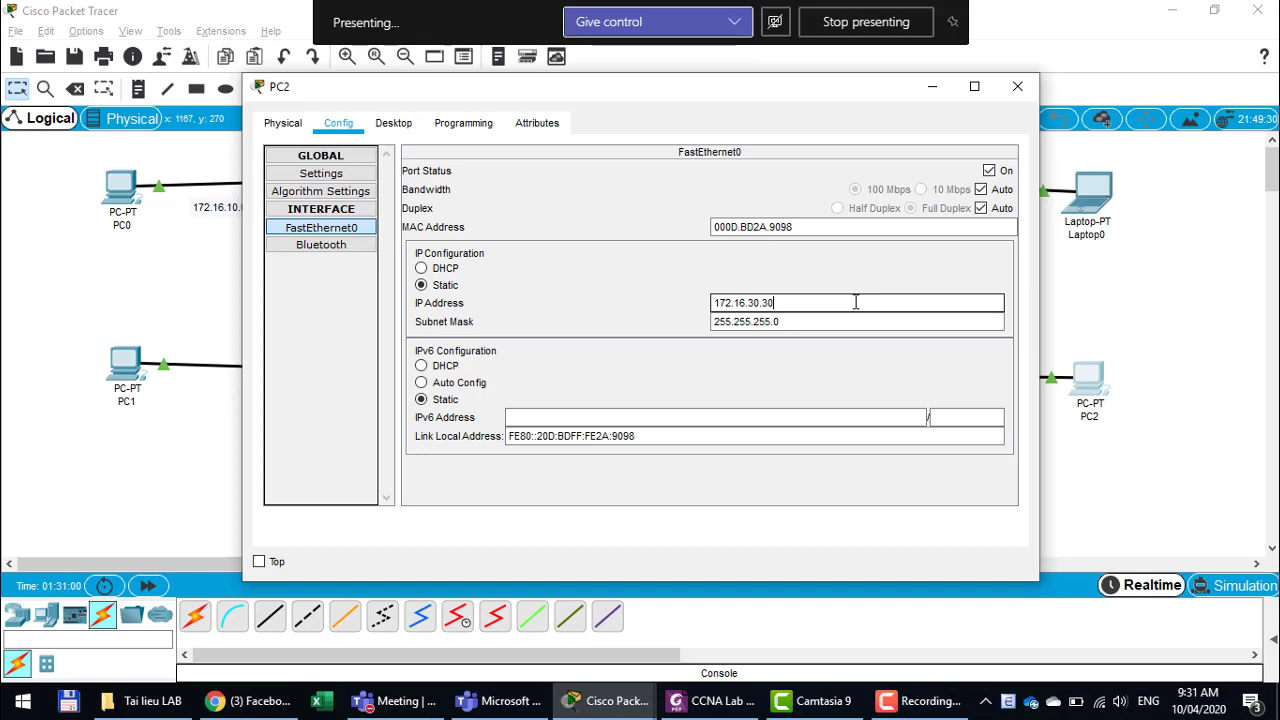 Cisco Packet Tracer
Presenting...
Give control
Stop presenting
File Edit Options View Tools Extensions Help
PC2
Logical
Physical
x: 1167, y: 270
21:49:30
Physical Config Desktop Programming Attributes
GLOBAL
Settings
Algorithm Settings
INTERFACE
FastEthernet0
Bluetooth
FastEthernet0
Port Status
On
Bandwidth
100 Mbps
10 Mbps
Auto
Duplex
Half Duplex
Full Duplex
Auto
MAC Address
000D.BD2A.9098
IP Configuration
DHCP
Static
IP Address
172.16.30.30
Subnet Mask
255.255.255.0
IPv6 Configuration
DHCP
Auto Config
Static
IPv6 Address
/
Link Local Address:
FE80::20D:BDFF:FE2A:9098
Top
PC-PT
PC0
172.16.10.
PC-PT
PC1
Laptop-PT
Laptop0
PC-PT
PC2
Time: 01:31:00
Realtime
Simulation
Console
Tai lieu LAB
(3) Facebo...
Meeting | ...
Microsoft ...
Cisco Pack...
CCNA Lab ...
Camtasia 9
Recording...
ENG
9:31 AM
10/04/2020
3